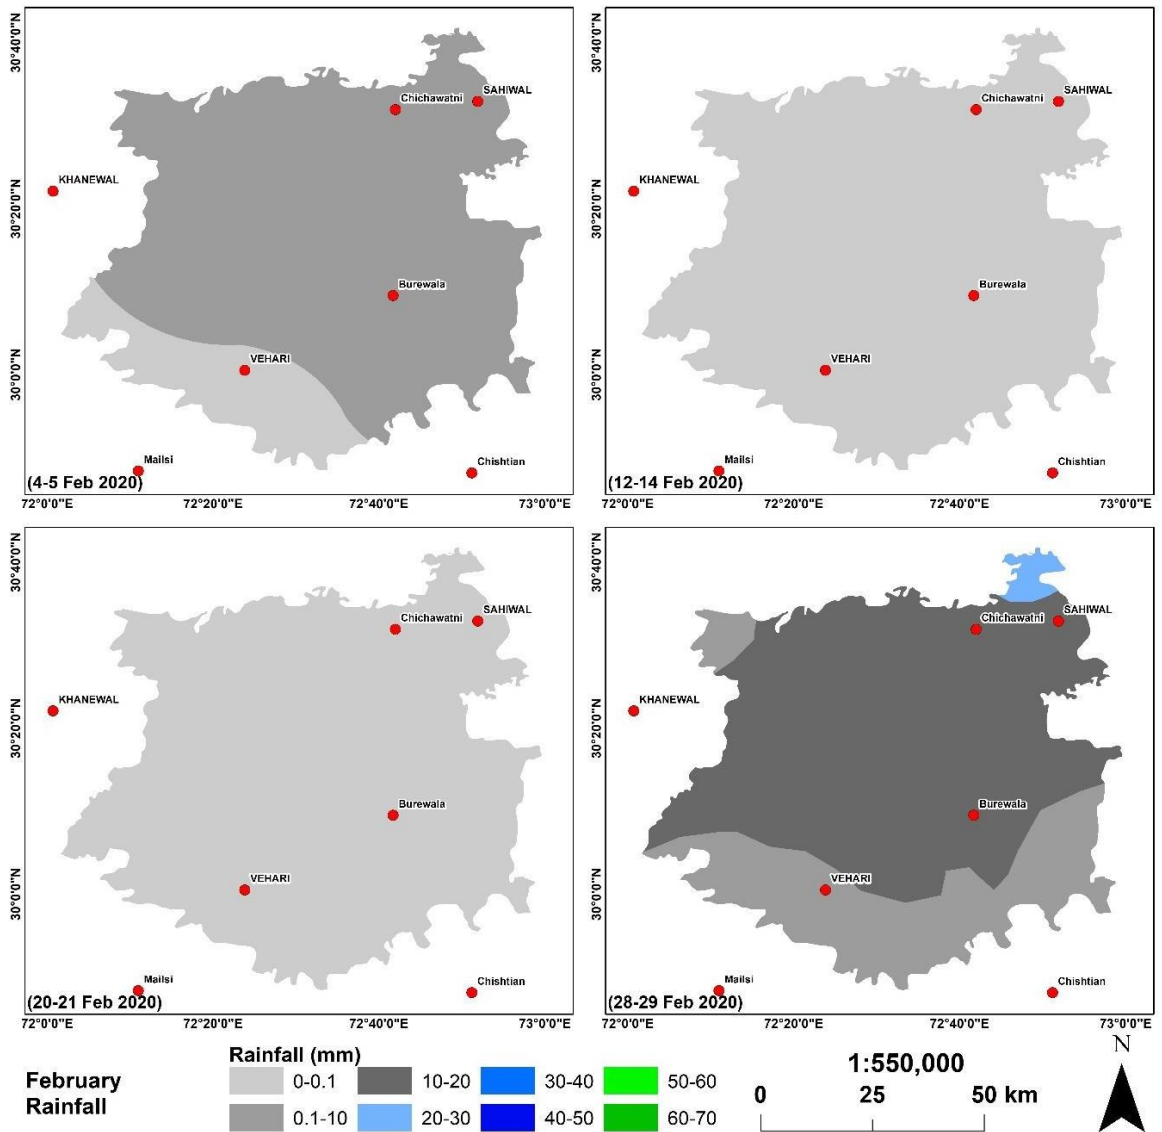 30°40'0"N
30°20'0"N
30°0'0"N
Chichawatni
SAHIWAL
KHANEWAL
Burewala
VEHARI
Mailsi
Chishtian
(4-5 Feb 2020)
72°0'0"E
72°20'0"E
72°40'0"E
73°0'0"E
30°40'0"N
30°20'0"N
30°0'0"N
Chichawatni
SAHIWAL
KHANEWAL
Burewala
VEHARI
Mailsi
Chishtian
(12-14 Feb 2020)
72°0'0"E
72°20'0"E
72°40'0"E
73°0'0"E
30°40'0"N
30°20'0"N
30°0'0"N
Chichawatni
SAHIWAL
KHANEWAL
Burewala
VEHARI
Mailsi
Chishtian
(20-21 Feb 2020)
72°0'0"E
72°20'0"E
72°40'0"E
73°0'0"E
30°40'0"N
30°20'0"N
30°0'0"N
Chichawatni
SAHIWAL
KHANEWAL
Burewala
VEHARI
Mailsi
Chishtian
(28-29 Feb 2020)
72°0'0"E
72°20'0"E
72°40'0"E
73°0'0"E
February
Rainfall
Rainfall (mm)
0-0.1
10-20
30-40
50-60
0.1-10
20-30
40-50
60-70
1:550,000
0 25 50 km
N